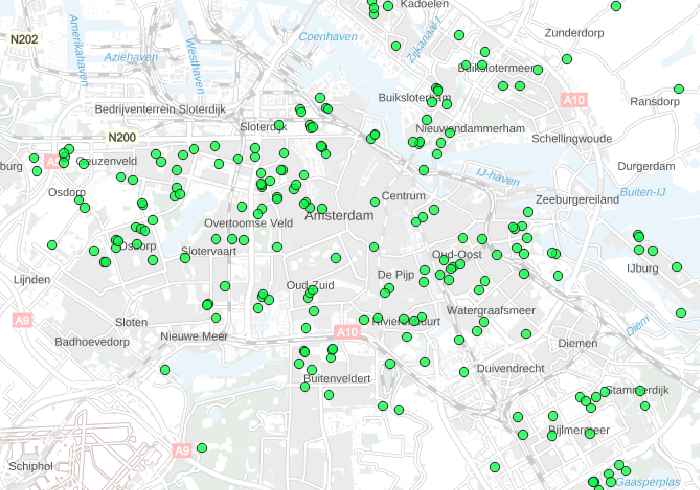 Kadoelen
Zunderdorp
N202
Amerikahaven
Aziëhaven
Westhaven
Coenhaven
Zijkanaal I
Buikslotermeer
Buiksloterham
A10
Ransdorp
Bedrijventerrein Sloterdijk
Sloterdijk
N200
Nieuwendammerham
Schellingwoude
burg
A5
Geuzenveld
Durgerdam
IJ-haven
Osdorp
Centrum
Zeeburgereiland
Buiten-IJ
Amsterdam
Overtoomse Veld
Osdorp
Slotervaart
Oud-Oost
IJburg
Lijnden
De Pijp
Oud-Zuid
A9
Sloten
Rivierenbuurt
Watergraafsmeer
Diem
Nieuwe Meer
A10
Badhoevedorp
Diemen
Duivendrecht
Buitenveldert
Stammerdijk
Bijlmermeer
A9
Schiphol
Gaasperplas